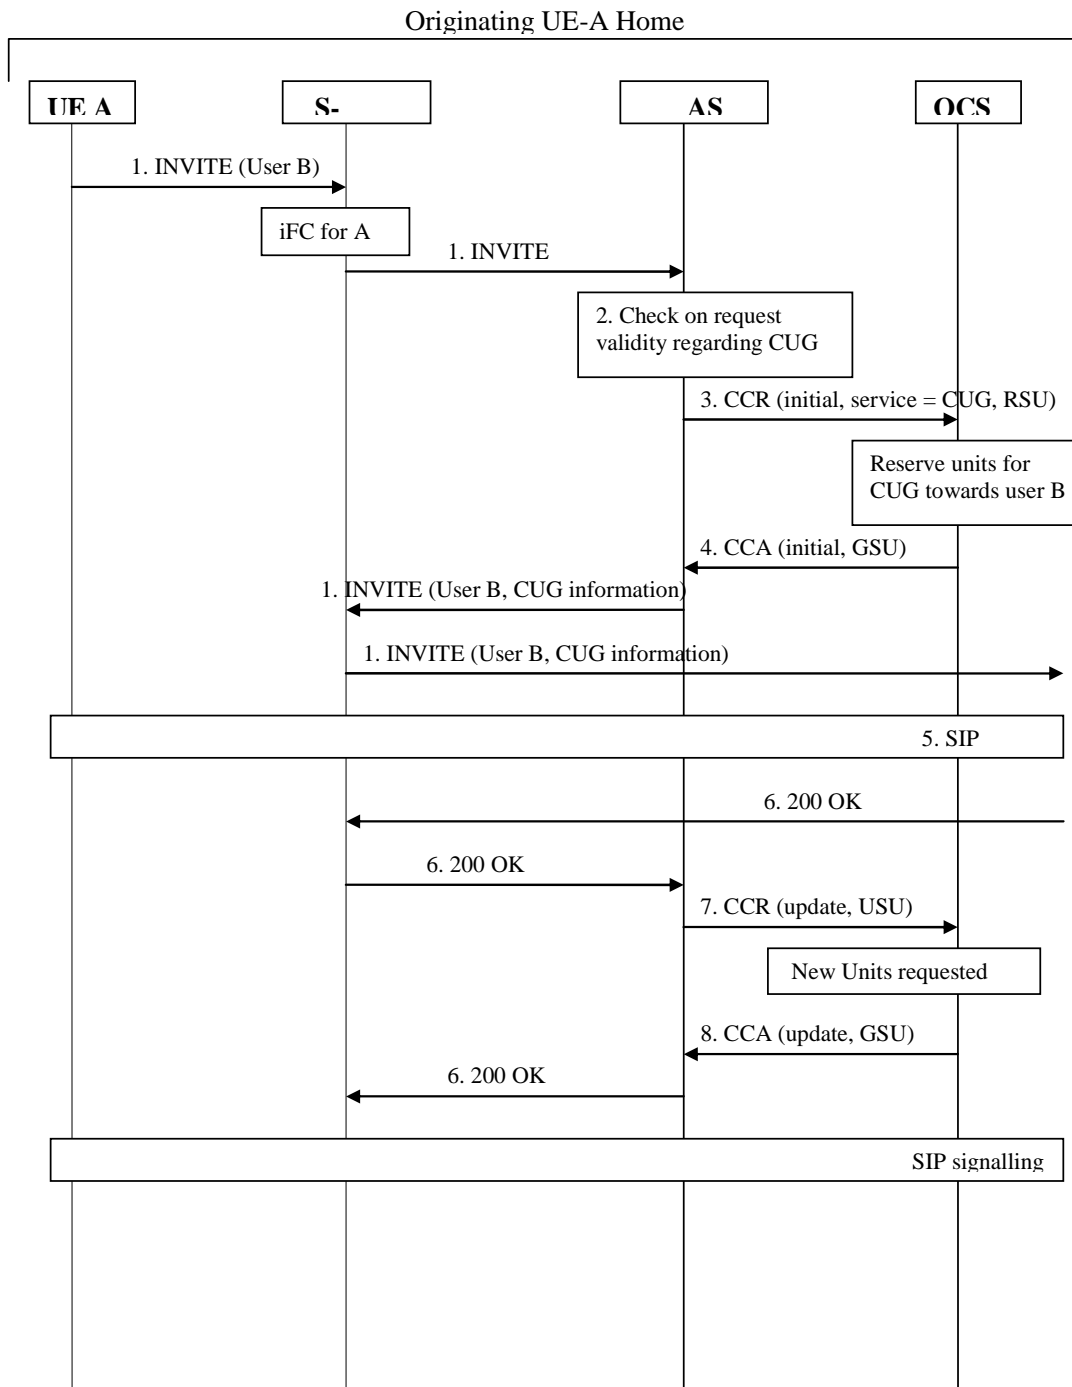 Originating UE-A Home
UE A
S-
AS
OCS
1. INVITE (User B)
iFC for A
1. INVITE
2. Check on request
validity regarding CUG
3. CCR (initial, service = CUG, RSU)
Reserve units for
CUG towards user B
4. CCA (initial, GSU)
1. INVITE (User B, CUG information)
1. INVITE (User B, CUG information)
5. SIP
6. 200 OK
6. 200 OK
7. CCR (update, USU)
New Units requested
8. CCA (update, GSU)
6. 200 OK
SIP signalling